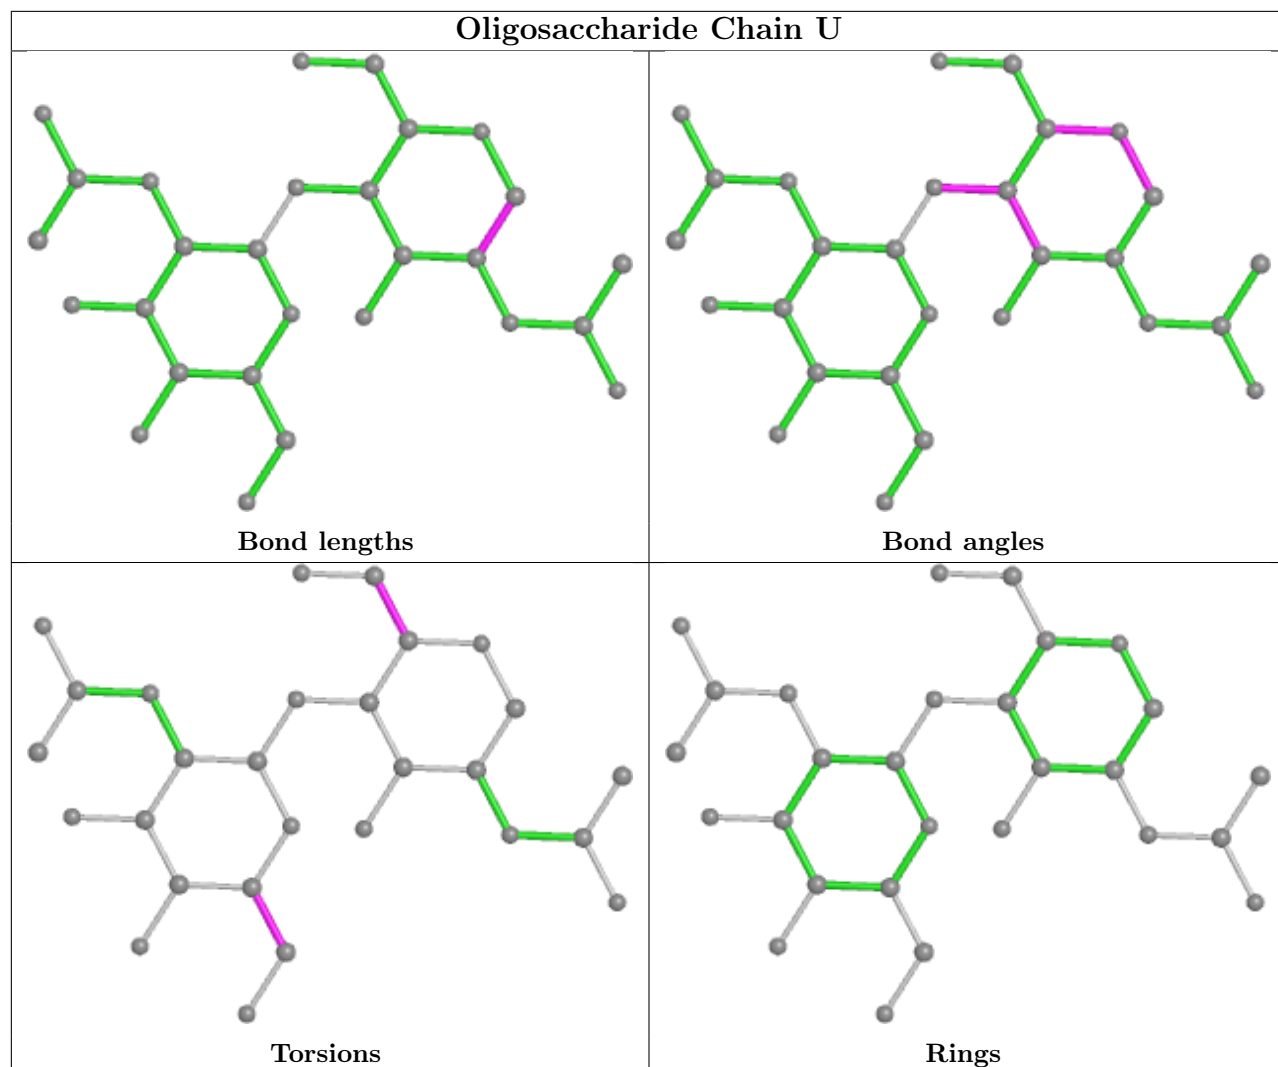 Oligosaccharide Chain U
Bond lengths
Bond angles
Torsions
Rings